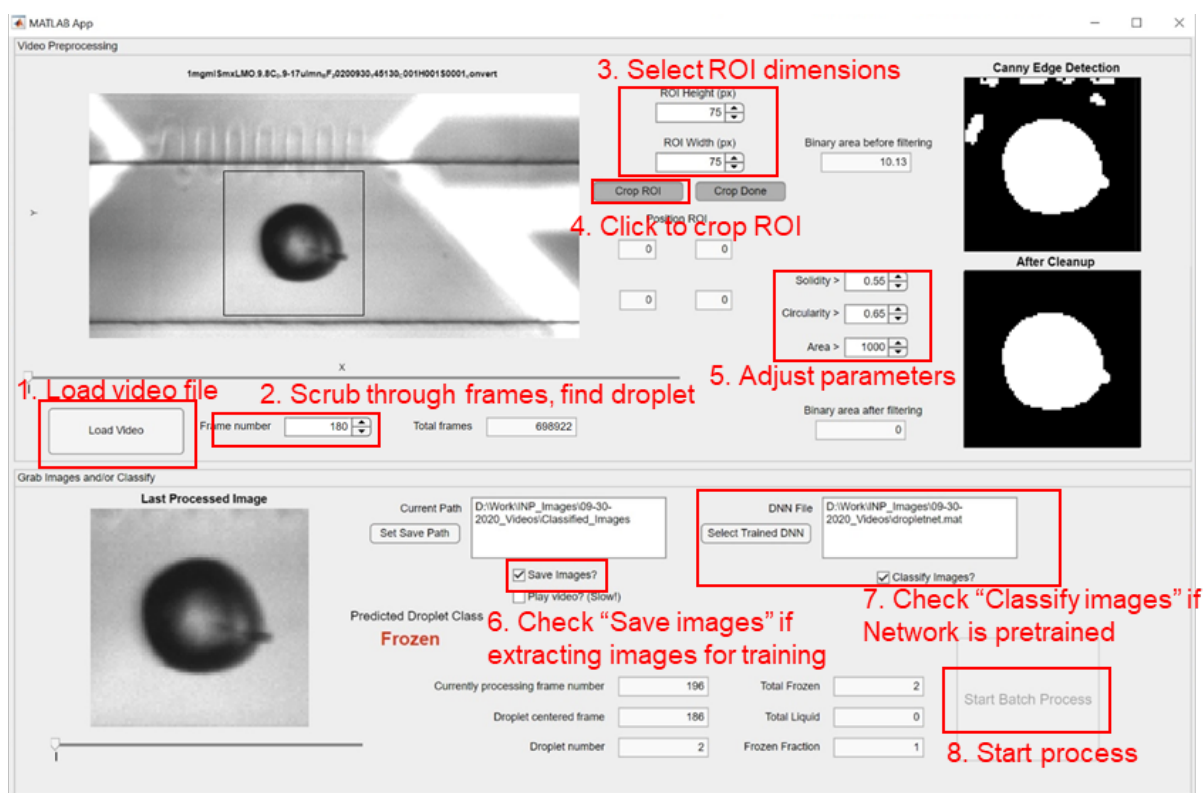 MATLAB App
Video Preprocessing
3. Select ROI dimensions
Canny Edge Detection
ROI Height (px)
75
ROI Width (px)
75
Binary area before filtering
10.13
Crop ROI
Crop Done
Position ROI
4. Click to crop ROI
0 0
0 0
After Cleanup
Solidity > 0.55
Circularity > 0.65
Area > 1000
5. Adjust parameters
Y
X
1. Load video file
2. Scrub through frames, find droplet
Load Video
Frame number 180
Total frames 698922
Binary area after filtering
0
Grab Images and/or Classify
Last Processed Image
Current Path
Set Save Path
D:\Work\INP_Images\09-30-
2020_Videos\Classified_Images
DNN File
Select Trained DNN
D:\Work\INP_Images\09-30-
2020_Videos\dropletnet.mat
Save Images?
Play video? (Slow!)
Classify Images?
Predicted Droplet Class
Frozen
6. Check “Save images” if
extracting images for training
7. Check “Classify images” if
Network is pretrained
Currently processing frame number 196
Total Frozen 2
Droplet centered frame 186
Total Liquid 0
Droplet number 2
Frozen Fraction 1
Start Batch Process
8. Start process